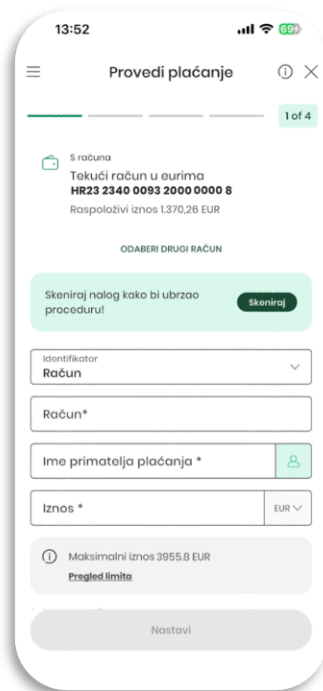 13:52
69
Provedi plaćanje
1 of 4
S računa
Tekući račun u eurima
HR23 2340 0093 2000 0000 8
Raspoloživi iznos 1.370,26 EUR
ODABERI DRUGI RAČUN
Skeniraj nalog kako bi ubrzao
proceduru!
Skeniraj
Identifikator
Račun
Račun*
Ime primatelja plaćanja *
Iznos *
EUR
Maksimalni iznos 3955.8 EUR
Pregled limita
Nastavi